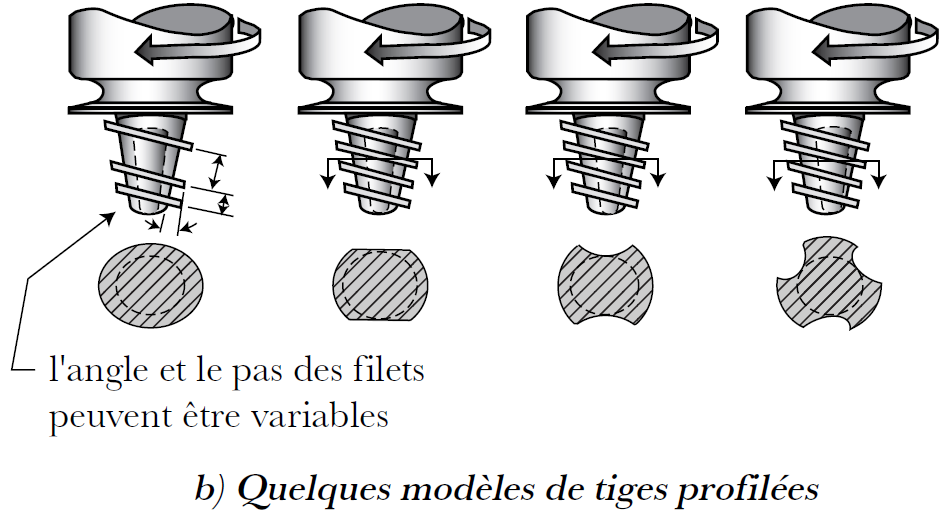 l'angle et le pas des filets
peuvent être variables
b) Quelques modèles de tiges profilées